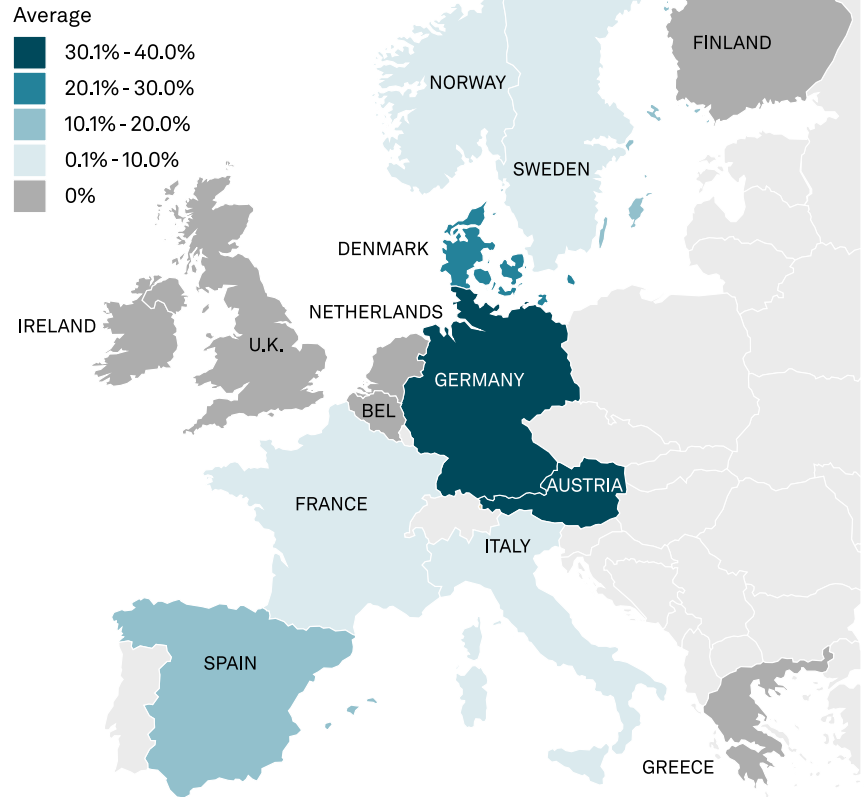 Average
30.1% - 40.0%
20.1% - 30.0%
10.1% - 20.0%
0.1% - 10.0%
0%
FINLAND
NORWAY
SWEDEN
DENMARK
NETHERLANDS
IRELAND
U.K.
GERMANY
BEL
AUSTRIA
FRANCE
ITALY
SPAIN
GREECE